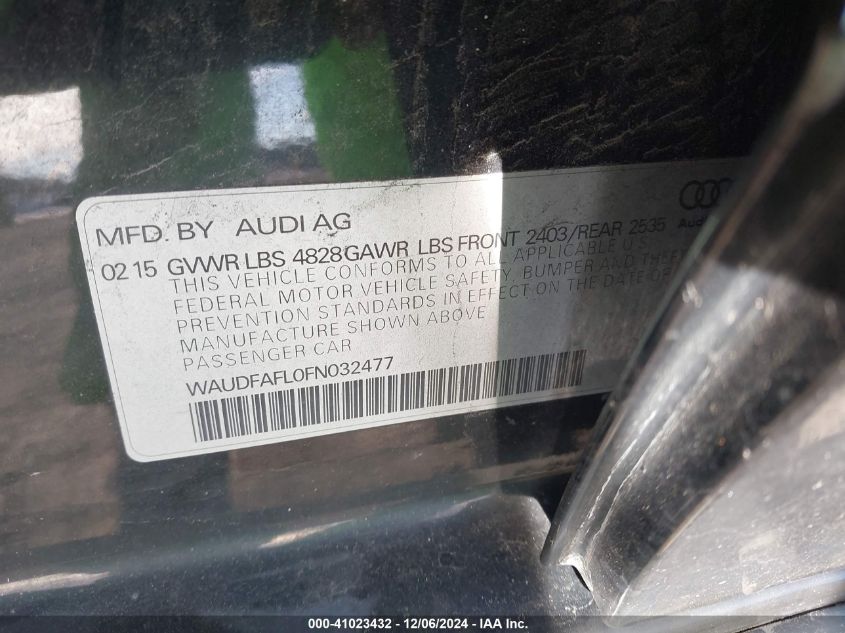 MFD. BY AUDI AG
02 15 GVWR LBS 4828 GAWR LBS FRONT 2403/REAR 2535
THIS VEHICLE CONFORMS TO ALL APPLICABLE U.S.
FEDERAL MOTOR VEHICLE SAFETY, BUMPER AND THEFT
PREVENTION STANDARDS IN EFFECT ON THE DATE OF
MANUFACTURE SHOWN ABOVE
PASSENGER CAR
WAUDFAFL0FN032477
Audi
000-41023432 - 12/06/2024 - IAA Inc.